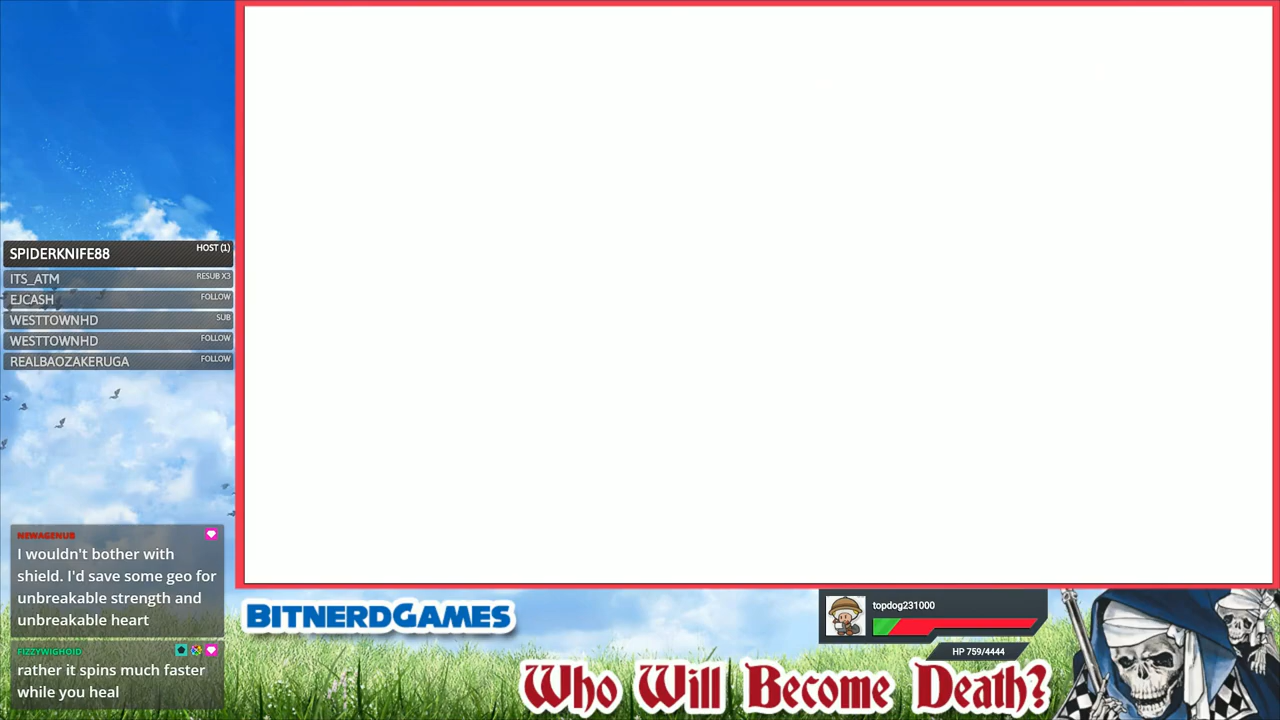 SPIDERKNIFE88 HOST (1)
ITS_ATM RESUB X3
EJCASH FOLLOW
WESTTOWNHD SUB
WESTTOWNHD FOLLOW
REALBAOZAKERUGA FOLLOW
NEWAGENUB
I wouldn't bother with
shield. I'd save some geo for
unbreakable strength and
unbreakable heart
FIZZYWIGHOID
rather it spins much faster
while you heal
BITNERDGAMES
topdog231000
HP 759/4444
Who Will Become Death?